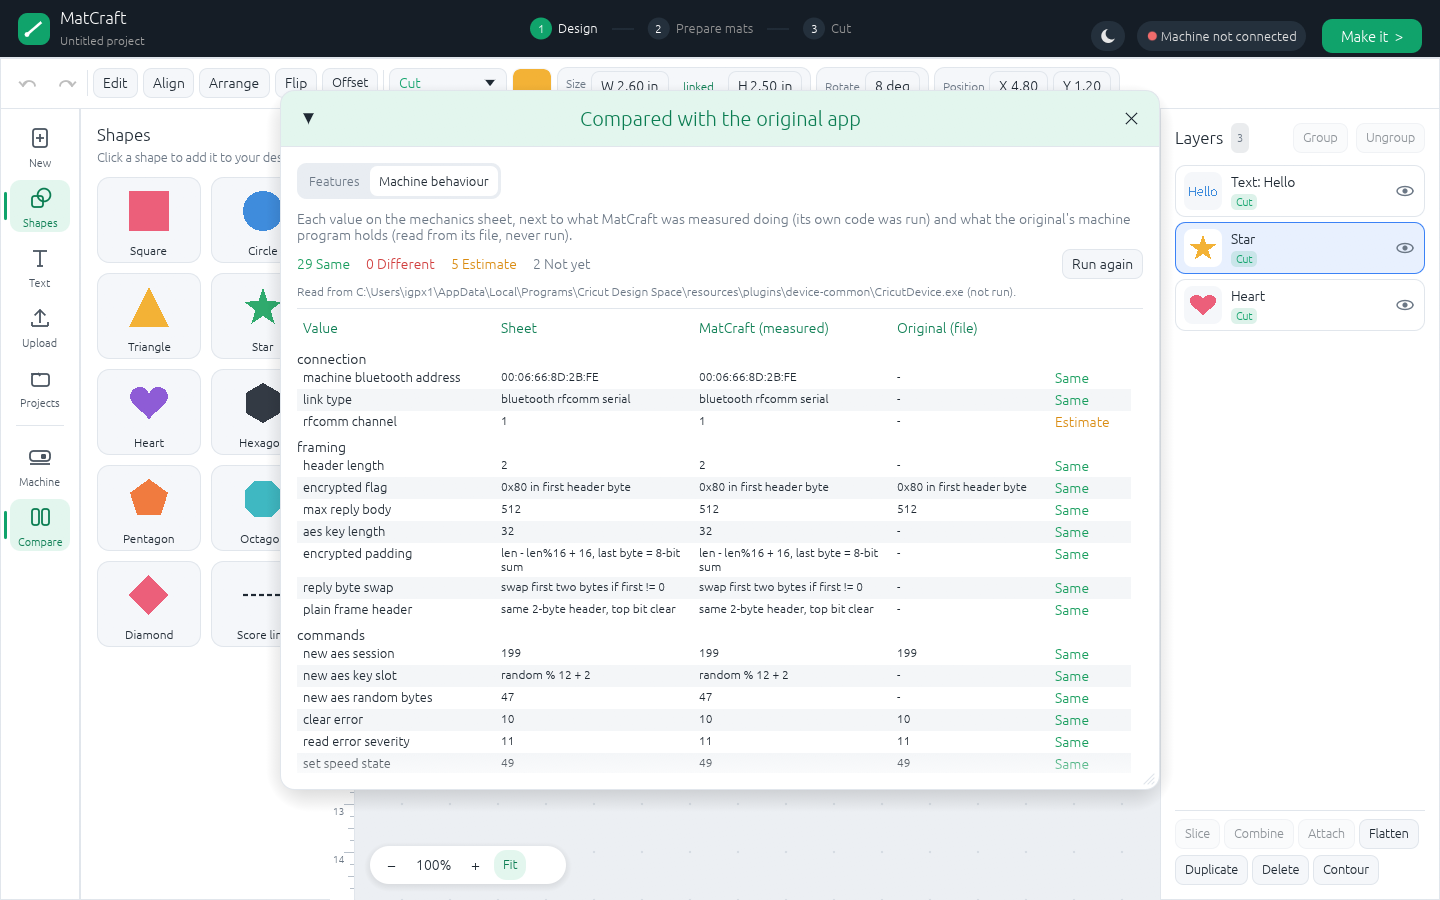 MatCraft
Untitled project
1 Design
2 Prepare mats
3 Cut
Machine not connected
Make it >
Edit
Align
Arrange
Flip
Offset
Cut
Size
W 2.60 in
linked
H 2.50 in
Rotate
8 deg
Position
X 4.80
Y 1.20
New
Shapes
Text
Upload
Projects
Machine
Compare
Shapes
Click a shape to add it to your
Square
Circle
Triangle
Star
Heart
Pentagon
Diamond
Score
Compared with the original app
Features
Machine behaviour
Each value on the mechanics sheet, next to what MatCraft was measured doing (its own code was run) and what the original's machine
program holds (read from its file, never run).
29 Same 0 Different 5 Estimate 2 Not yet
Run again
Read from C:\Users\igpx1\AppData\Local\Programs\Cricut Design Space\resources\plugins\device-common\CricutDevice.exe (not run).
Value Sheet MatCraft (measured) Original (file)
connection
machine bluetooth address 00:06:66:8D:2B:FE 00:06:66:8D:2B:FE - Same
link type bluetooth rfcomm serial bluetooth rfcomm serial - Same
rfcomm channel 1 1 - Estimate
framing
header length 2 2 - Same
encrypted flag 0x80 in first header byte 0x80 in first header byte 0x80 in first header byte Same
max reply body 512 512 512 Same
aes key length 32 32 - Same
encrypted padding len - len%16 + 16, last byte = 8-bit len - len%16 + 16, last byte = 8-bit - Same
sum sum
reply byte swap swap first two bytes if first != 0 swap first two bytes if first != 0 - Same
plain frame header same 2-byte header, top bit clear same 2-byte header, top bit clear - Same
commands
new aes session 199 199 199 Same
new aes key slot random % 12 + 2 random % 12 + 2 - Same
new aes random bytes 47 47 - Same
clear error 10 10 10 Same
read error severity 11 11 11 Same
set speed state 49 49 49 Same
13
14
− 100% + Fit
Layers 3
Group
Ungroup
Hello
Text: Hello
Cut
Star
Cut
Heart
Cut
Slice
Combine
Attach
Flatten
Duplicate
Delete
Contour